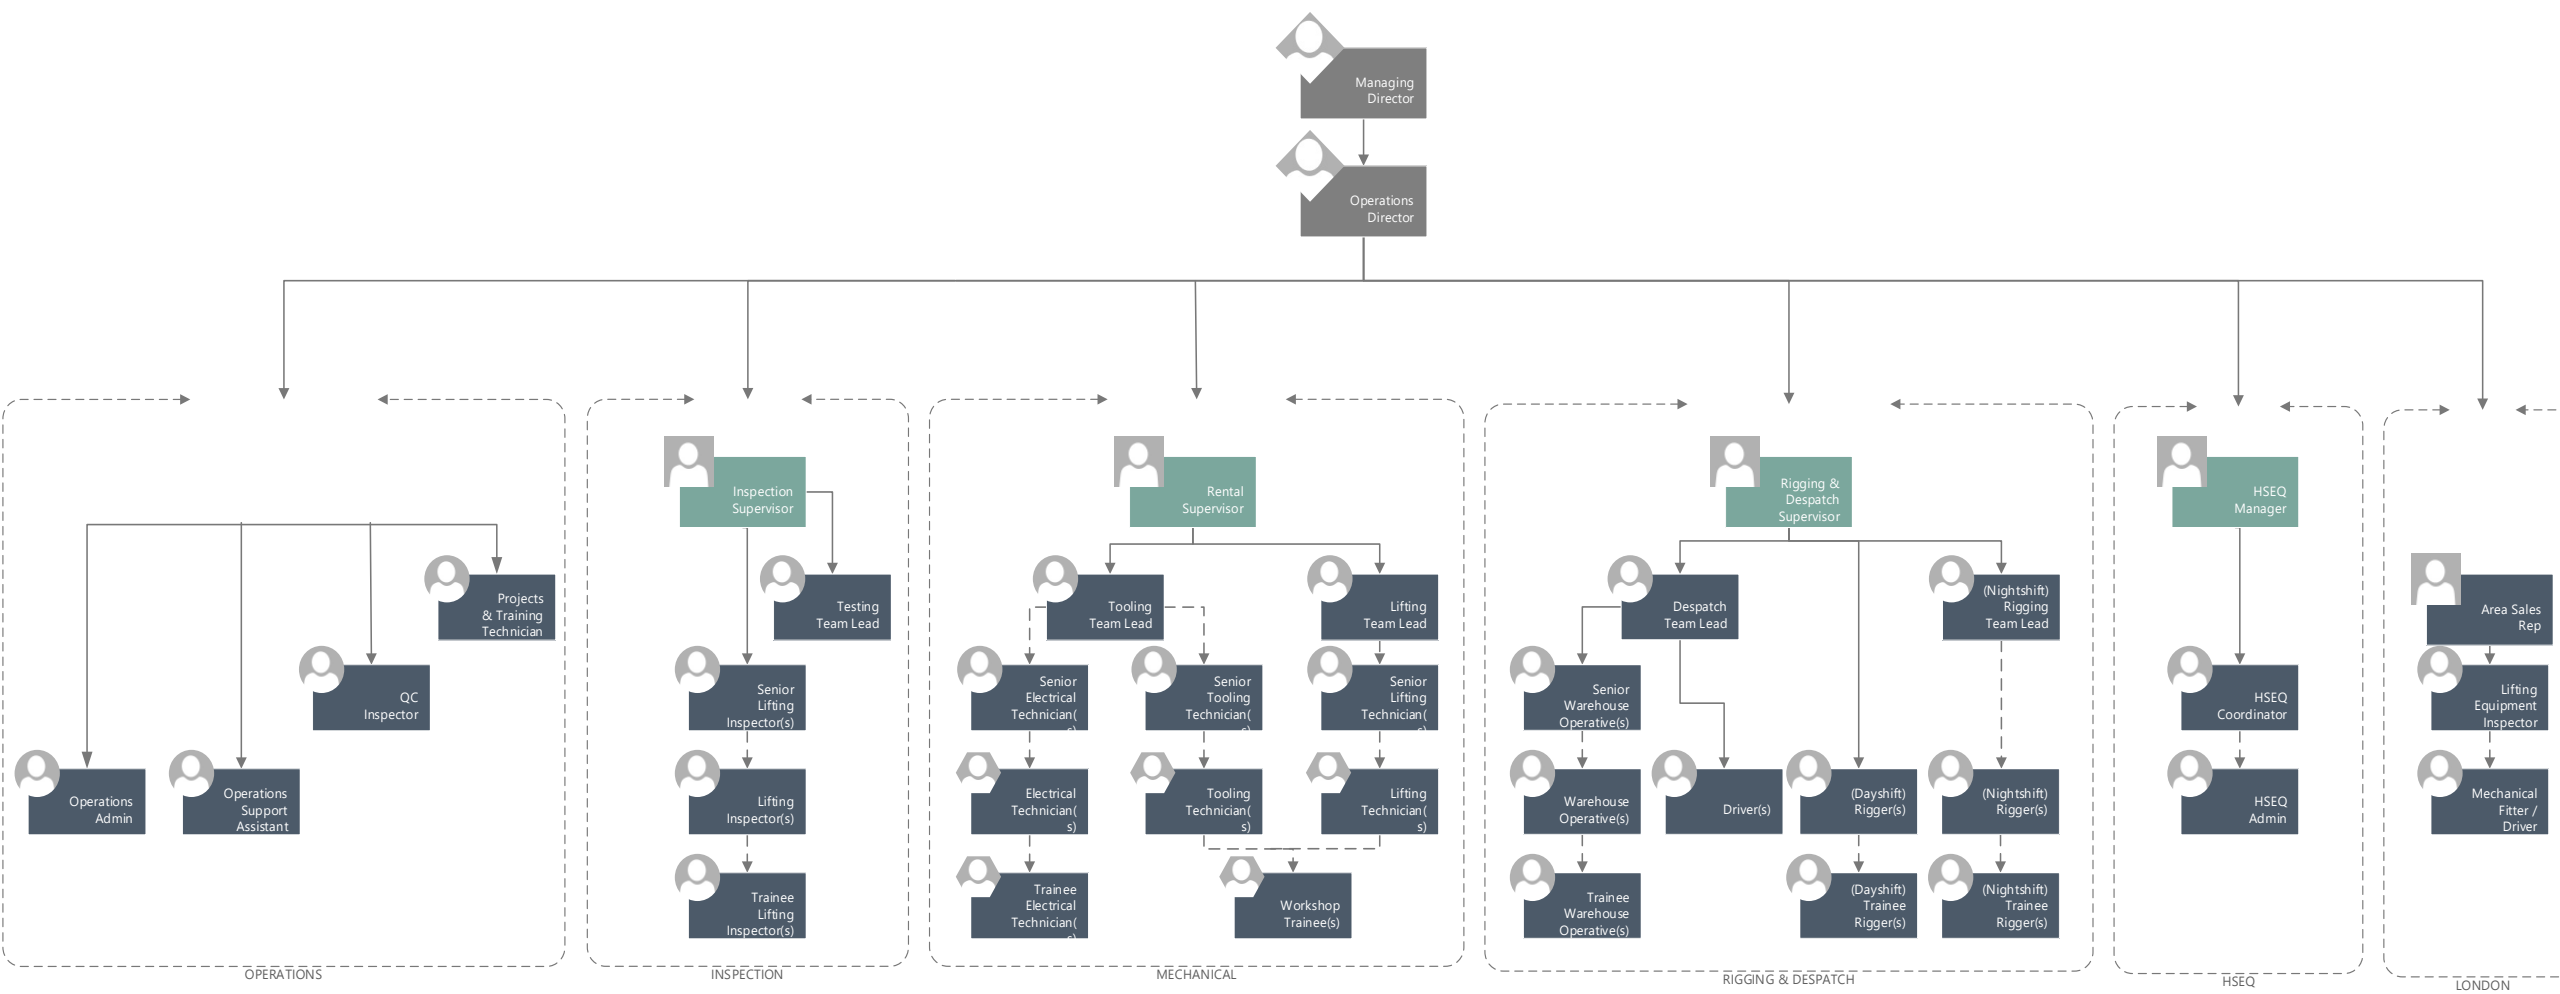 Managing
Director
Operations
Director
Projects
& Training
Technician
QC
Inspector
Operations
Admin
Operations
Support
Assistant
OPERATIONS
Inspection
Supervisor
Testing
Team Lead
Senior
Lifting
Inspector(s)
Lifting
Inspector(s)
Trainee
Lifting
Inspector(s)
INSPECTION
Rental
Supervisor
Tooling
Team Lead
Lifting
Team Lead
Senior
Electrical
Technician(
s)
Senior
Tooling
Technician(
s)
Senior
Lifting
Technician(
s)
Electrical
Technician(
s)
Tooling
Technician(
s)
Lifting
Technician(
s)
Trainee
Electrical
Technician(
s)
Workshop
Trainee(s)
MECHANICAL
Rigging &
Despatch
Supervisor
Despatch
Team Lead
(Nightshift)
Rigging
Team Lead
Senior
Warehouse
Operative(s)
Warehouse
Operative(s)
Driver(s)
(Dayshift)
Rigger(s)
(Nightshift)
Rigger(s)
Trainee
Warehouse
Operative(s)
(Dayshift)
Trainee
Rigger(s)
(Nightshift)
Trainee
Rigger(s)
RIGGING & DESPATCH
HSEQ
Manager
HSEQ
Coordinator
HSEQ
Admin
HSEQ
Area Sales
Rep
Lifting
Equipment
Inspector
Mechanical
Fitter /
Driver
LONDON